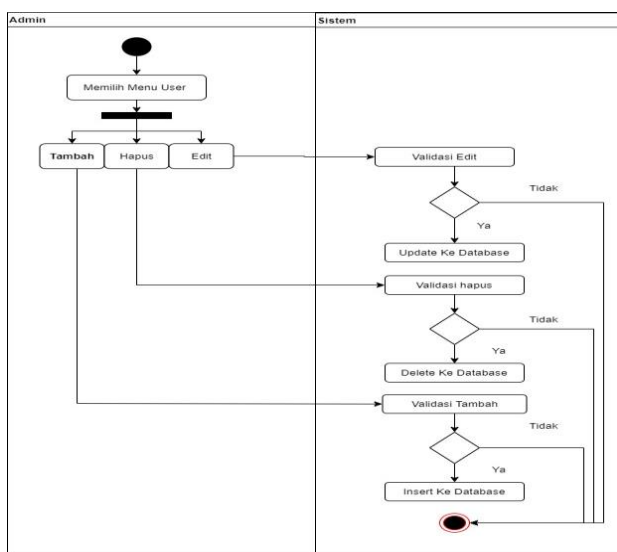 Admin
Sistem
Memilih Menu User
Tambah
Hapus
Edit
Validasi Edit
Tidak
Ya
Update Ke Database
Validasi hapus
Tidak
Ya
Delete Ke Database
Validasi Tambah
Tidak
Ya
Insert Ke Database